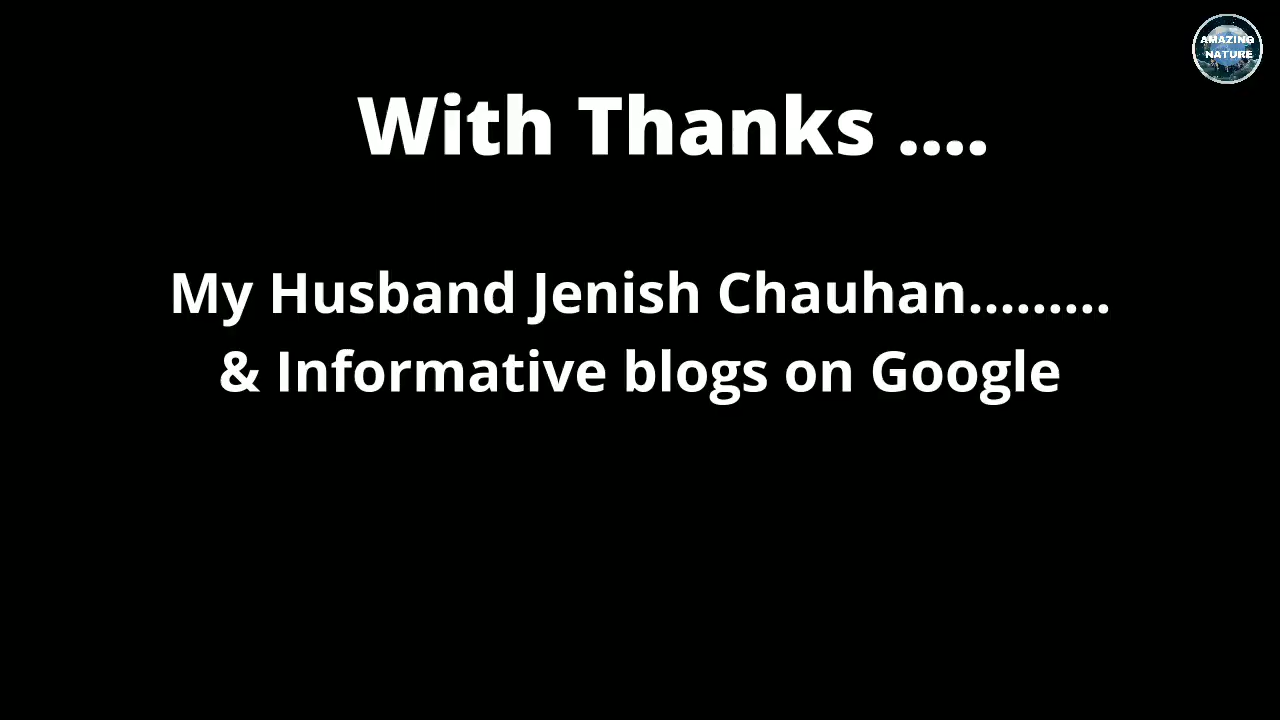 AMAZING
NATURE
With Thanks ....
My Husband Jenish Chauhan.........
& Informative blogs on Google